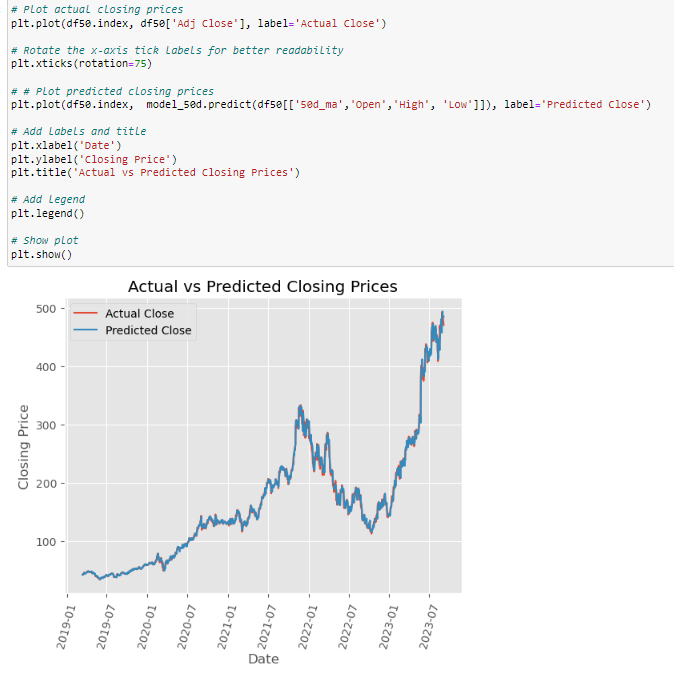 # Plot actual closing prices
plt.plot(df50.index, df50['Adj Close'], label='Actual Close')
# Rotate the x-axis tick labels for better readability
plt.xticks(rotation=75)
# # Plot predicted closing prices
plt.plot(df50.index,  model_50d.predict(df50[['50d_ma','Open','High', 'Low']]), label='Predicted Close')
# Add labels and title
plt.xlabel('Date')
plt.ylabel('Closing Price')
plt.title('Actual vs Predicted Closing Prices')
# Add legend
plt.legend()
# Show plot
plt.show()
Actual vs Predicted Closing Prices
Actual Close
Predicted Close
500
400
300
200
100
Closing Price
2019-01
2019-07
2020-01
2020-07
2021-01
2021-07
2022-01
2022-07
2023-01
2023-07
Date